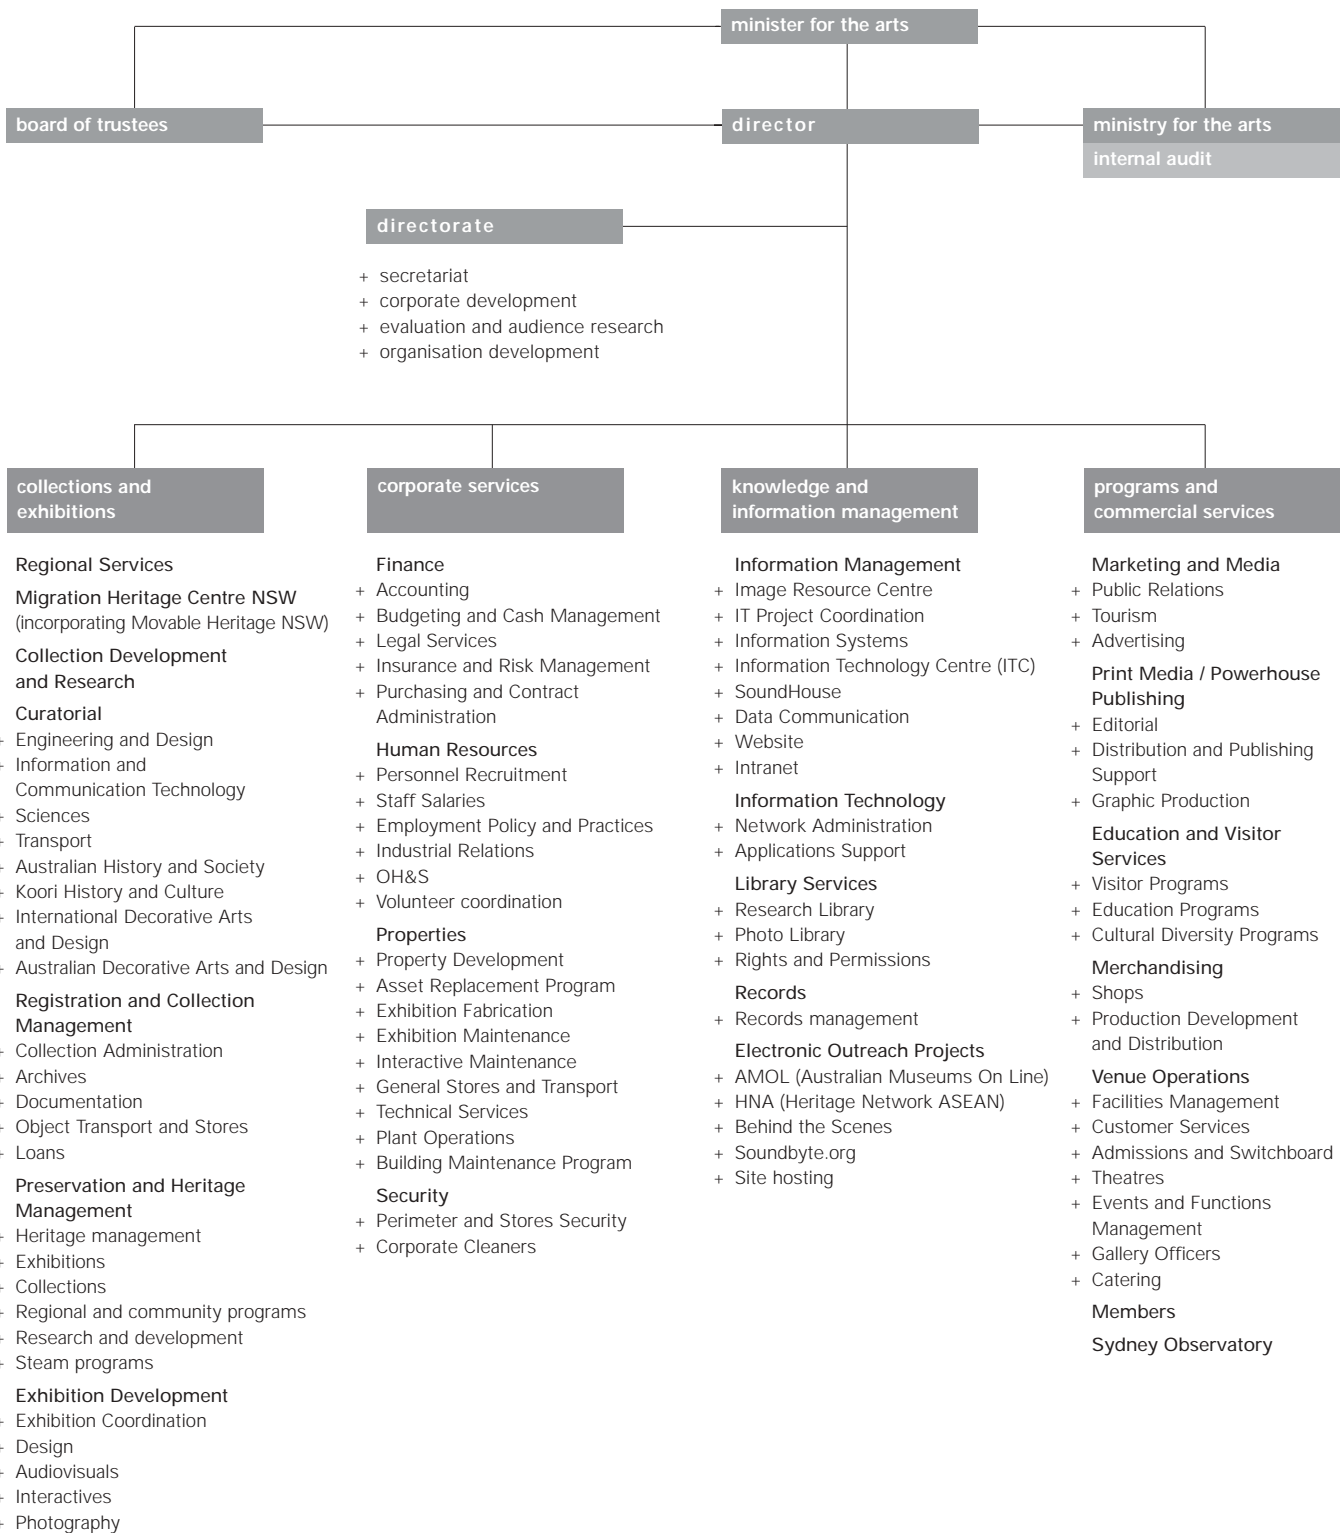 minister for the arts
board of trustees
director
ministry for the arts
internal audit
directorate
+ secretariat
+ corporate development
+ evaluation and audience research
+ organisation development
collections and
exhibitions
Regional Services
Migration Heritage Centre NSW
(incorporating Movable Heritage NSW)
Collection Development
and Research
Curatorial
+ Engineering and Design
+ Information and
Communication Technology
+ Sciences
+ Transport
+ Australian History and Society
+ Koori History and Culture
+ International Decorative Arts
and Design
+ Australian Decorative Arts and Design
Registration and Collection
Management
+ Collection Administration
+ Archives
+ Documentation
+ Object Transport and Stores
+ Loans
Preservation and Heritage
Management
+ Heritage management
+ Exhibitions
+ Collections
+ Regional and community programs
+ Research and development
+ Steam programs
Exhibition Development
+ Exhibition Coordination
+ Design
+ Audiovisuals
+ Interactives
+ Photography
corporate services
Finance
+ Accounting
+ Budgeting and Cash Management
+ Legal Services
+ Insurance and Risk Management
+ Purchasing and Contract
Administration
Human Resources
+ Personnel Recruitment
+ Staff Salaries
+ Employment Policy and Practices
+ Industrial Relations
+ OH&S
+ Volunteer coordination
Properties
+ Property Development
+ Asset Replacement Program
+ Exhibition Fabrication
+ Exhibition Maintenance
+ Interactive Maintenance
+ General Stores and Transport
+ Technical Services
+ Plant Operations
+ Building Maintenance Program
Security
+ Perimeter and Stores Security
+ Corporate Cleaners
knowledge and
information management
Information Management
+ Image Resource Centre
+ IT Project Coordination
+ Information Systems
+ Information Technology Centre (ITC)
+ SoundHouse
+ Data Communication
+ Website
+ Intranet
Information Technology
+ Network Administration
+ Applications Support
Library Services
+ Research Library
+ Photo Library
+ Rights and Permissions
Records
+ Records management
Electronic Outreach Projects
+ AMOL (Australian Museums On Line)
+ HNA (Heritage Network ASEAN)
+ Behind the Scenes
+ Soundbyte.org
+ Site hosting
programs and
commercial services
Marketing and Media
+ Public Relations
+ Tourism
+ Advertising
Print Media / Powerhouse
Publishing
+ Editorial
+ Distribution and Publishing
Support
+ Graphic Production
Education and Visitor
Services
+ Visitor Programs
+ Education Programs
+ Cultural Diversity Programs
Merchandising
+ Shops
+ Production Development
and Distribution
Venue Operations
+ Facilities Management
+ Customer Services
+ Admissions and Switchboard
+ Theatres
+ Events and Functions
Management
+ Gallery Officers
+ Catering
Members
Sydney Observatory